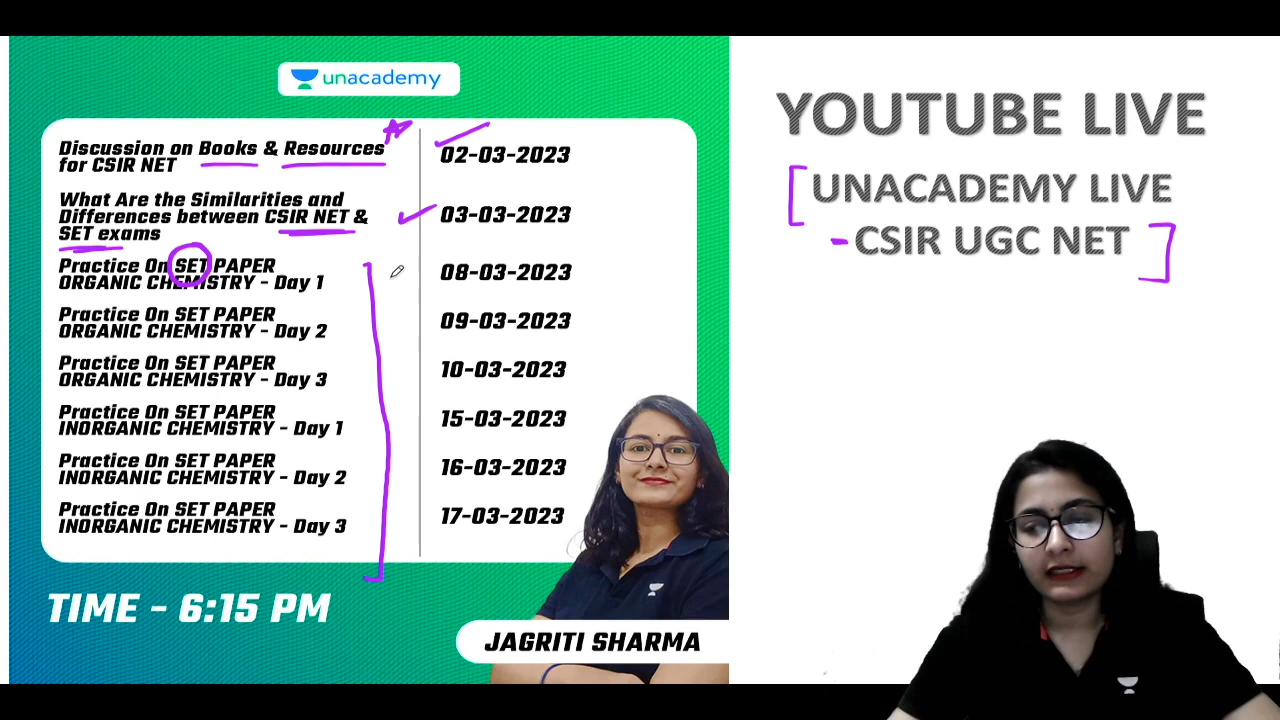 unacademy
Discussion on Books & Resources
for CSIR NET
02-03-2023
What Are the Similarities and
Differences between CSIR NET &
SET exams
03-03-2023
Practice On SET PAPER
ORGANIC CHEMISTRY - Day 1
08-03-2023
Practice On SET PAPER
ORGANIC CHEMISTRY - Day 2
09-03-2023
Practice On SET PAPER
ORGANIC CHEMISTRY - Day 3
10-03-2023
Practice On SET PAPER
INORGANIC CHEMISTRY - Day 1
15-03-2023
Practice On SET PAPER
INORGANIC CHEMISTRY - Day 2
16-03-2023
Practice On SET PAPER
INORGANIC CHEMISTRY - Day 3
17-03-2023
TIME - 6:15 PM
JAGRITI SHARMA
YOUTUBE LIVE
UNACADEMY LIVE
-CSIR UGC NET